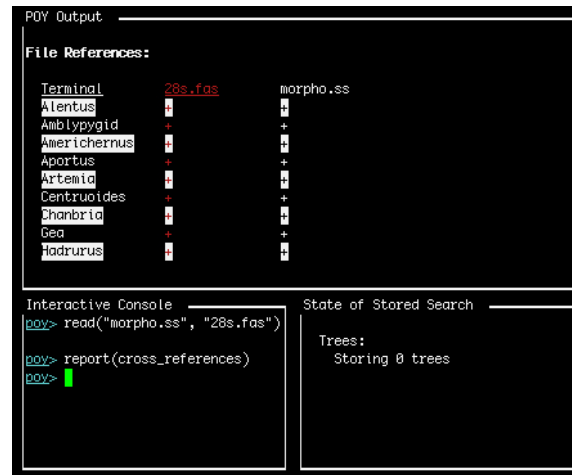 POY Output
File References:
Terminal 28s.fas morpho.ss
Alentus + +
Amblypygid + +
Americhernus + +
Aportus + +
Artemia + +
Centruoides + +
Chanbria + +
Gea + +
Hadrurus + +
Interactive Console
poy> read("morpho.ss", "28s.fas")
poy> report(cross_references)
poy>
State of Stored Search
Trees:
Storing 0 trees